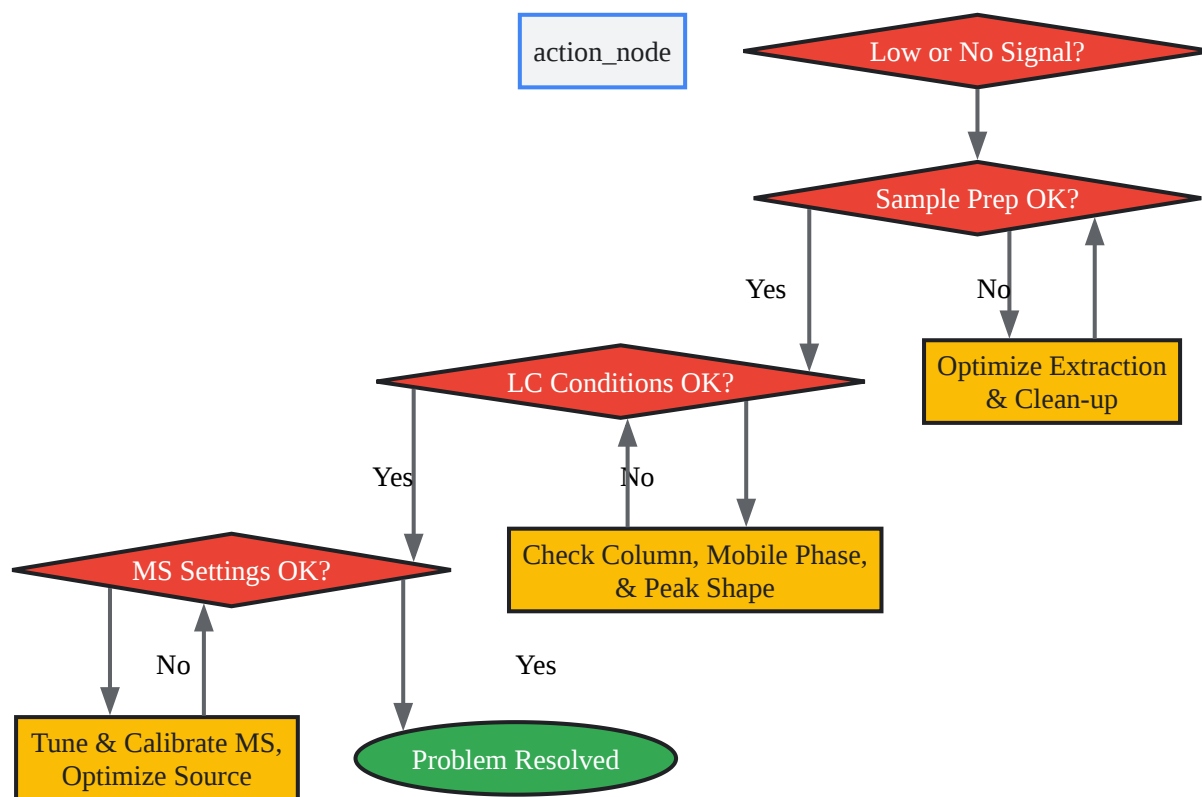 action_node
Low or No Signal?
Sample Prep OK?
Yes
No
Optimize Extraction
& Clean-up
LC Conditions OK?
Yes
No
Check Column, Mobile Phase,
& Peak Shape
MS Settings OK?
No
Yes
Tune & Calibrate MS,
Optimize Source
Problem Resolved